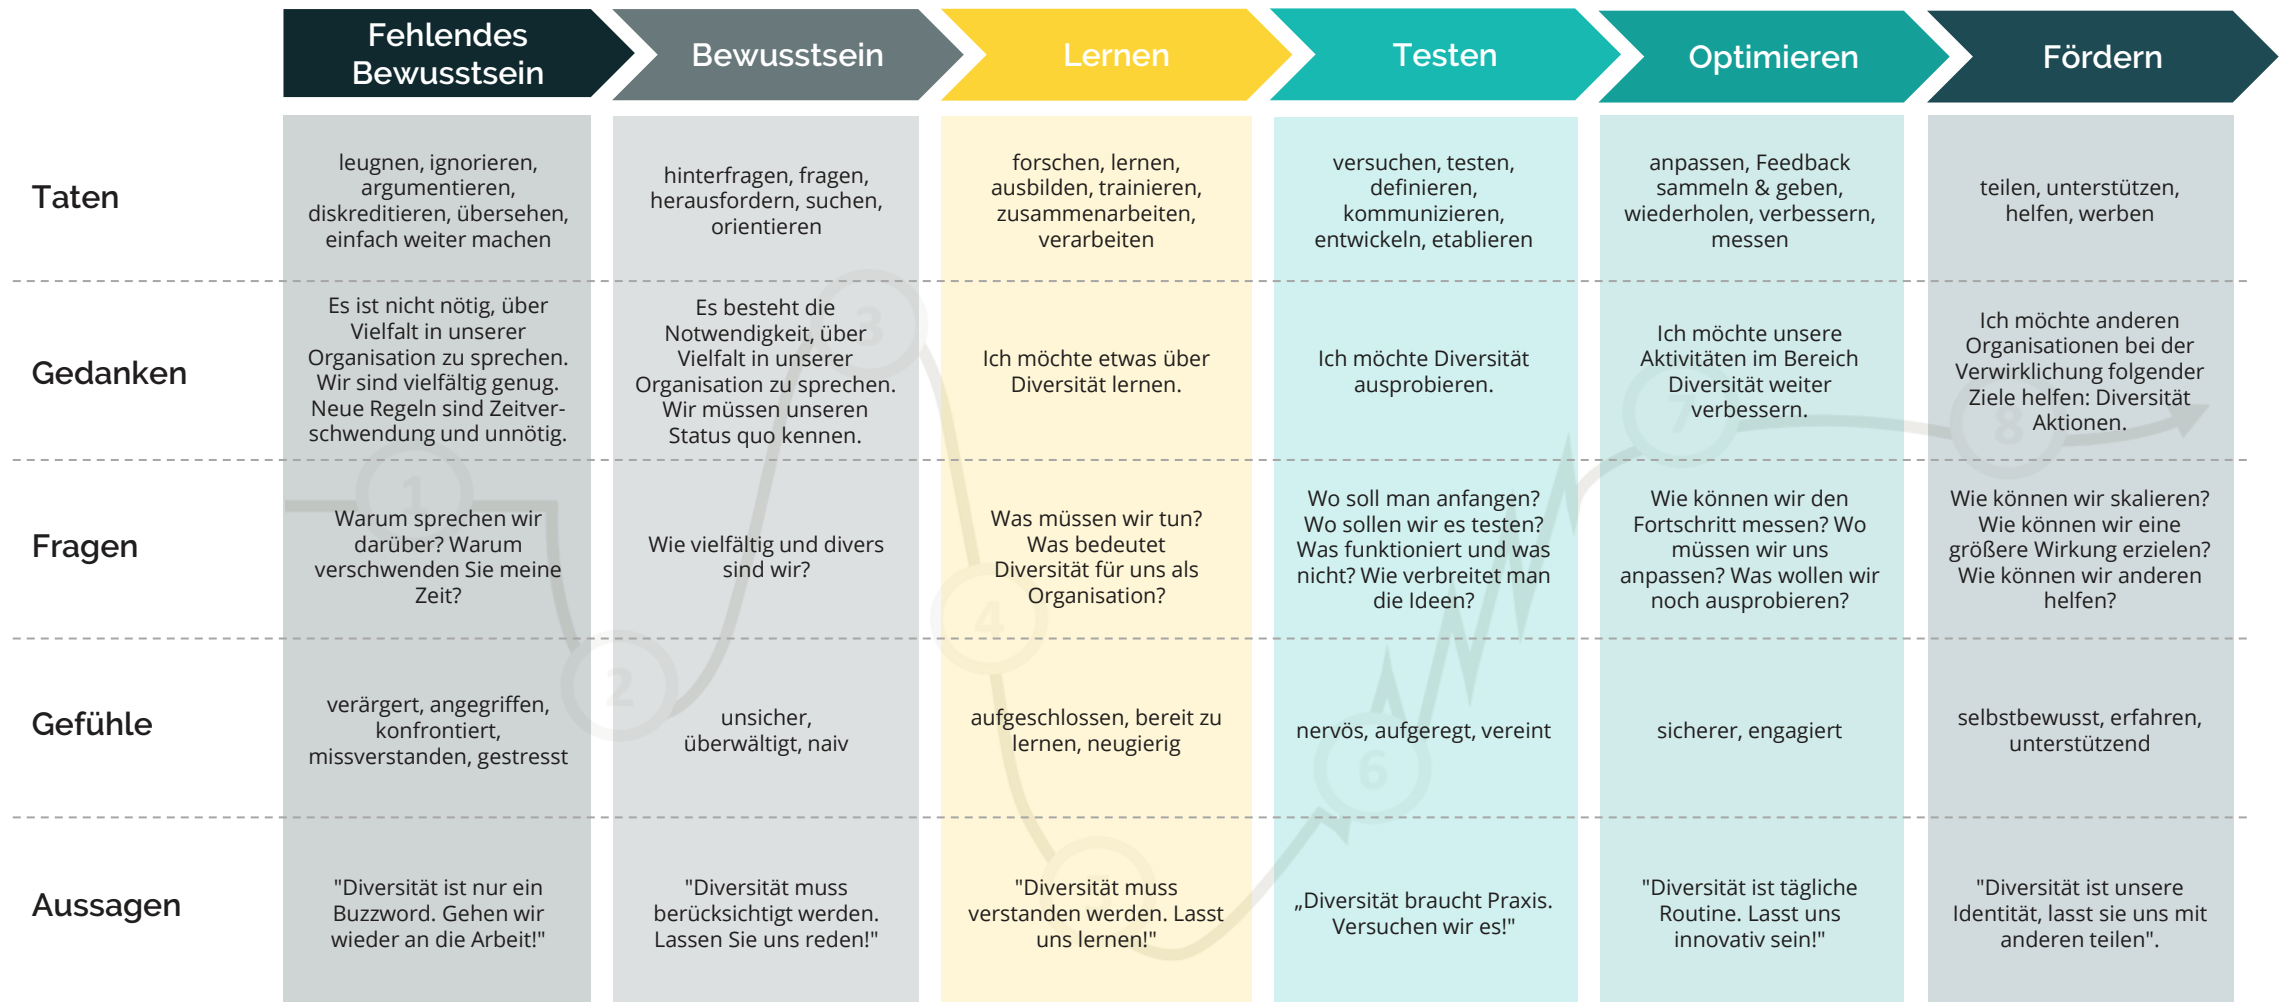 Fehlendes
Bewusstsein
Bewusstsein
Lernen
Testen
Optimieren
Fördern
Taten
leugnen, ignorieren,
argumentieren,
diskreditieren, übersehen,
einfach weiter machen
hinterfragen, fragen,
herausfordern, suchen,
orientieren
forschen, lernen,
ausbilden, trainieren,
zusammenarbeiten,
verarbeiten
versuchen, testen,
definieren,
kommunizieren,
entwickeln, etablieren
anpassen, Feedback
sammeln & geben,
wiederholen, verbessern,
messen
teilen, unterstützen,
helfen, werben
Gedanken
Es ist nicht nötig, über
Vielfalt in unserer
Organisation zu sprechen.
Wir sind vielfältig genug.
Neue Regeln sind Zeitver-
schwendung und unnötig.
Es besteht die
Notwendigkeit, über
Vielfalt in unserer
Organisation zu sprechen.
Wir müssen unseren
Status quo kennen.
Ich möchte etwas über
Diversität lernen.
Ich möchte Diversität
ausprobieren.
Ich möchte unsere
Aktivitäten im Bereich
Diversität weiter
verbessern.
Ich möchte anderen
Organisationen bei der
Verwirklichung folgender
Ziele helfen: Diversität
Aktionen.
Fragen
Warum sprechen wir
darüber? Warum
verschwenden Sie meine
Zeit?
Wie vielfältig und divers
sind wir?
Was müssen wir tun?
Was bedeutet
Diversität für uns als
Organisation?
Wo soll man anfangen?
Wo sollen wir es testen?
Was funktioniert und was
nicht? Wie verbreitet man
die Ideen?
Wie können wir den
Fortschritt messen? Wo
müssen wir uns
anpassen? Was wollen wir
noch ausprobieren?
Wie können wir skalieren?
Wie können wir eine
größere Wirkung erzielen?
Wie können wir anderen
helfen?
Gefühle
verärgert, angegriffen,
konfrontiert,
missverstanden, gestresst
unsicher,
überwältigt, naiv
aufgeschlossen, bereit zu
lernen, neugierig
nervös, aufgeregt, vereint
sicherer, engagiert
selbstbewusst, erfahren,
unterstützend
Aussagen
"Diversität ist nur ein
Buzzword. Gehen wir
wieder an die Arbeit!"
"Diversität muss
berücksichtigt werden.
Lassen Sie uns reden!"
"Diversität muss
verstanden werden. Lasst
uns lernen!"
„Diversität braucht Praxis.
Versuchen wir es!"
"Diversität ist tägliche
Routine. Lasst uns
innovativ sein!"
"Diversität ist unsere
Identität, lasst sie uns mit
anderen teilen".
1
2
3
4
6
7
8